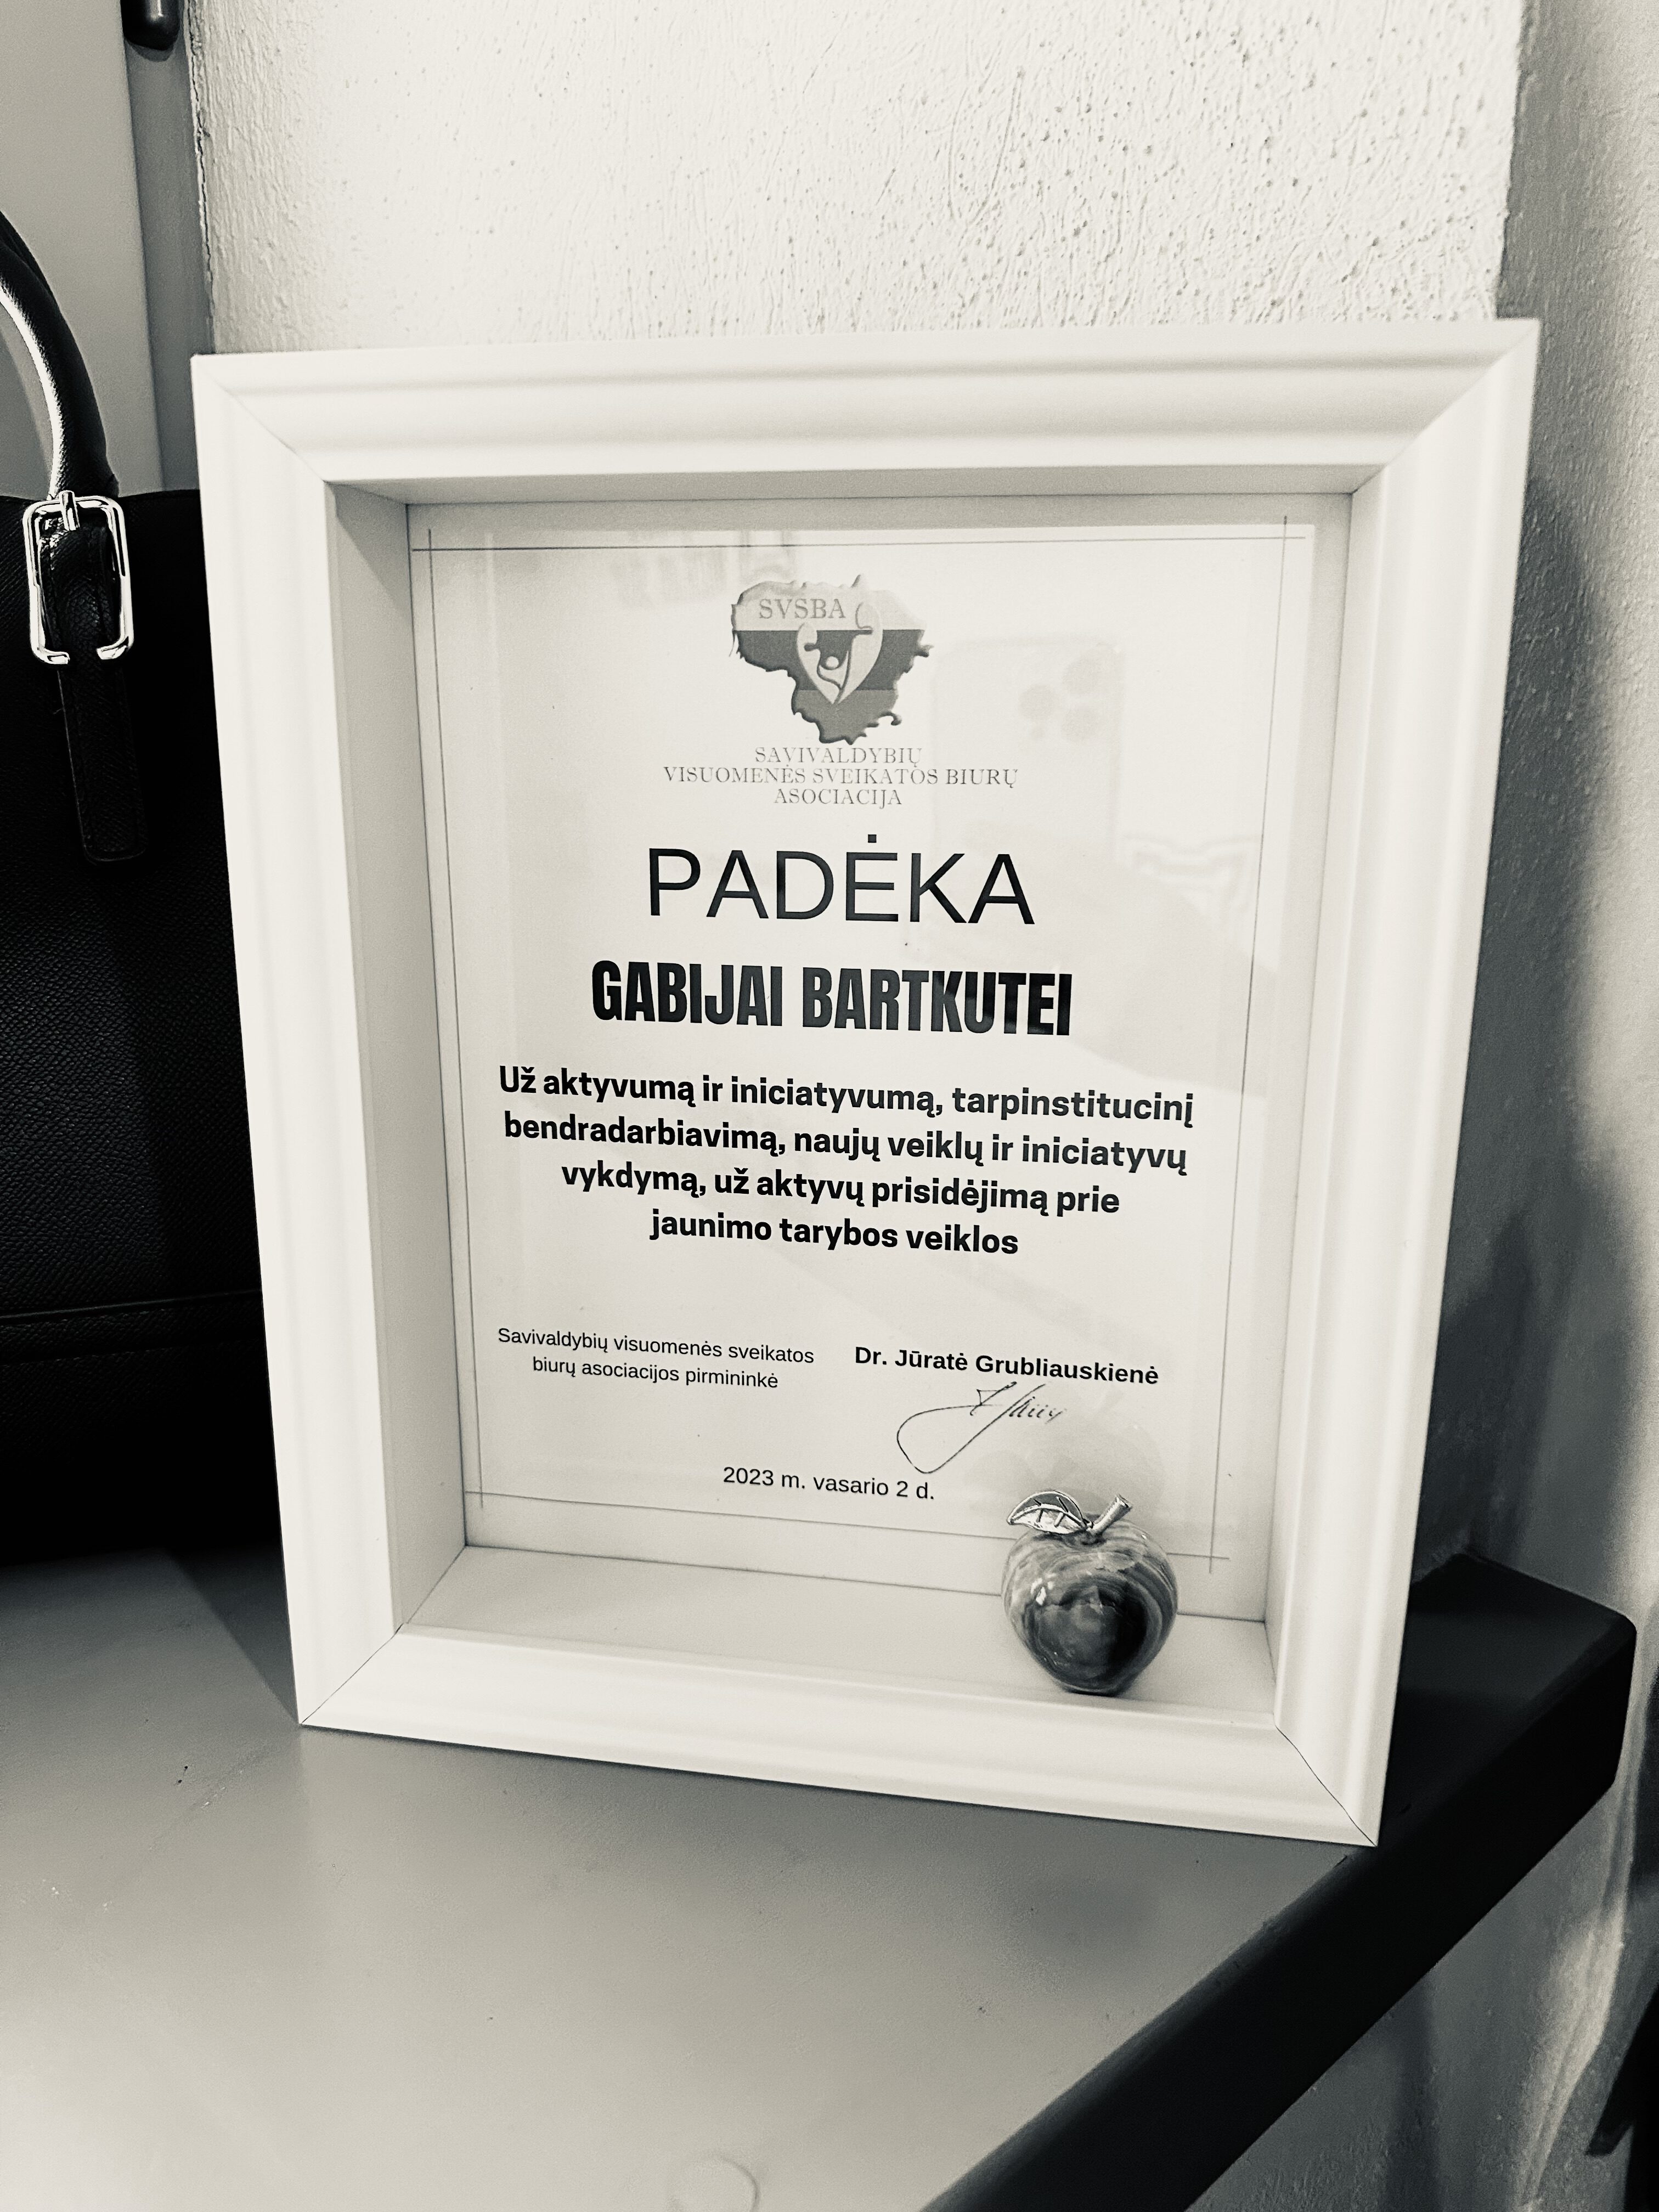 SVSBA
SAVIVALDYBIŲ
VISUOMENĖS SVEIKATOS BIURŲ
ASOCIACIJA
PADĖKA
GABIJAI BARTKUTEI
Už aktyvumą ir iniciatyvumą, tarpinstitucinį
bendradarbiavimą, naujų veiklų ir iniciatyvų
vykdymą, už aktyvų prisidėjimą prie
jaunimo tarybos veiklos
Savivaldybių visuomenės sveikatos
biurų asociacijos pirmininkė
Dr. Jūratė Grubliauskienė
2023 m. vasario 2 d.